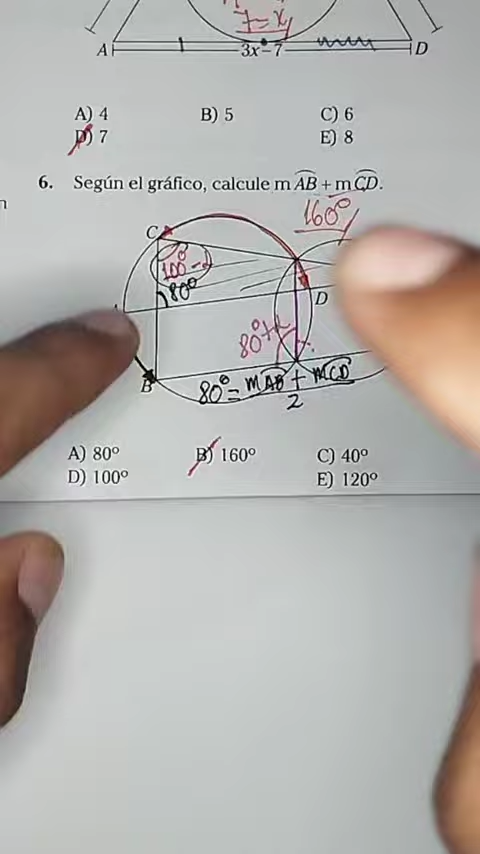 7=x
A
3x-7
D
A) 4
B) 5
C) 6
D) 7
E) 8
6. Según el gráfico, calcule m AB + m CD.
160°
C
100°-
80°
D
80°+
B
80° = mAB + mCD
2
A) 80°
B) 160°
C) 40°
D) 100°
E) 120°